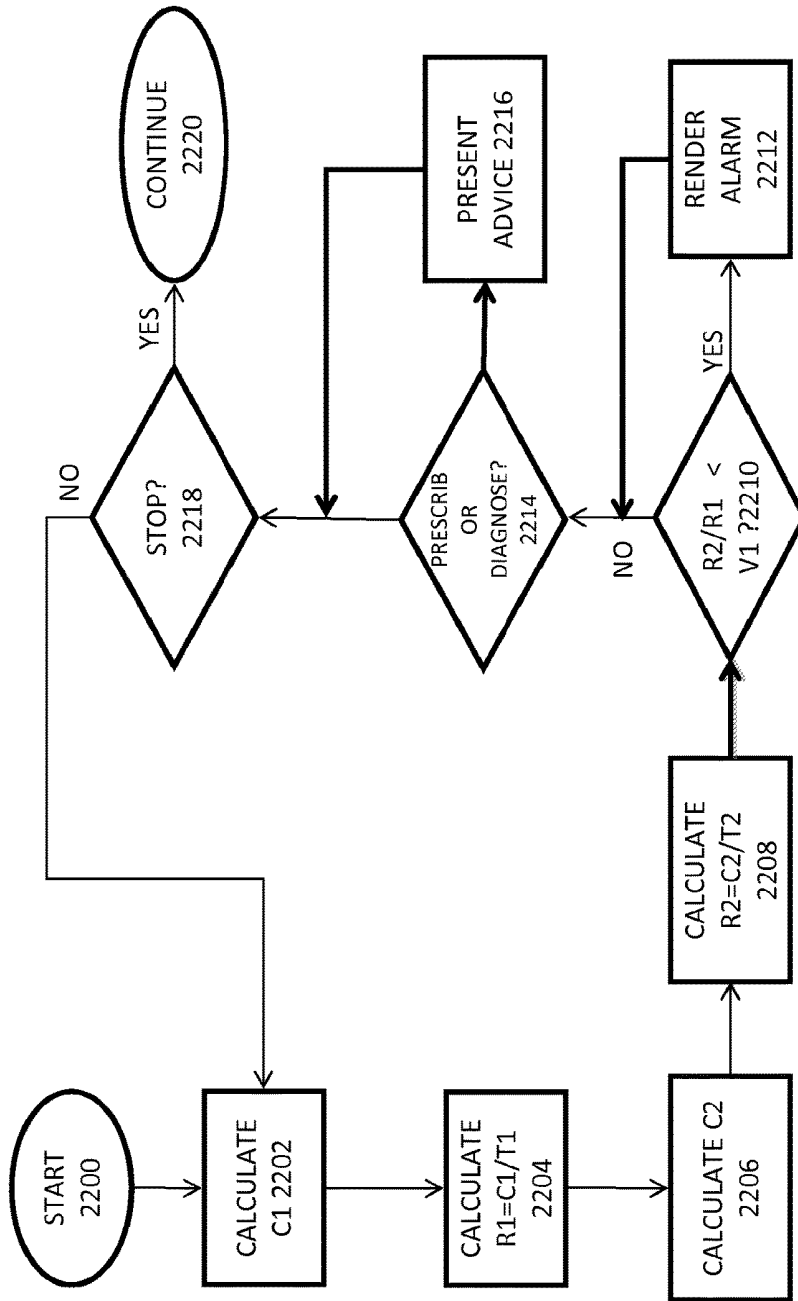 START
2200
CALCULATE
C1 2202
CALCULATE
R1=C1/T1
2204
CALCULATE C2
2206
CALCULATE
R2=C2/T2
2208
R2/R1 <
V1 ?2210
YES
RENDER
ALARM
2212
NO
PRESCRIB
OR
DIAGNOSE?
2214
PRESENT
ADVICE 2216
STOP?
2218
NO
YES
CONTINUE
2220